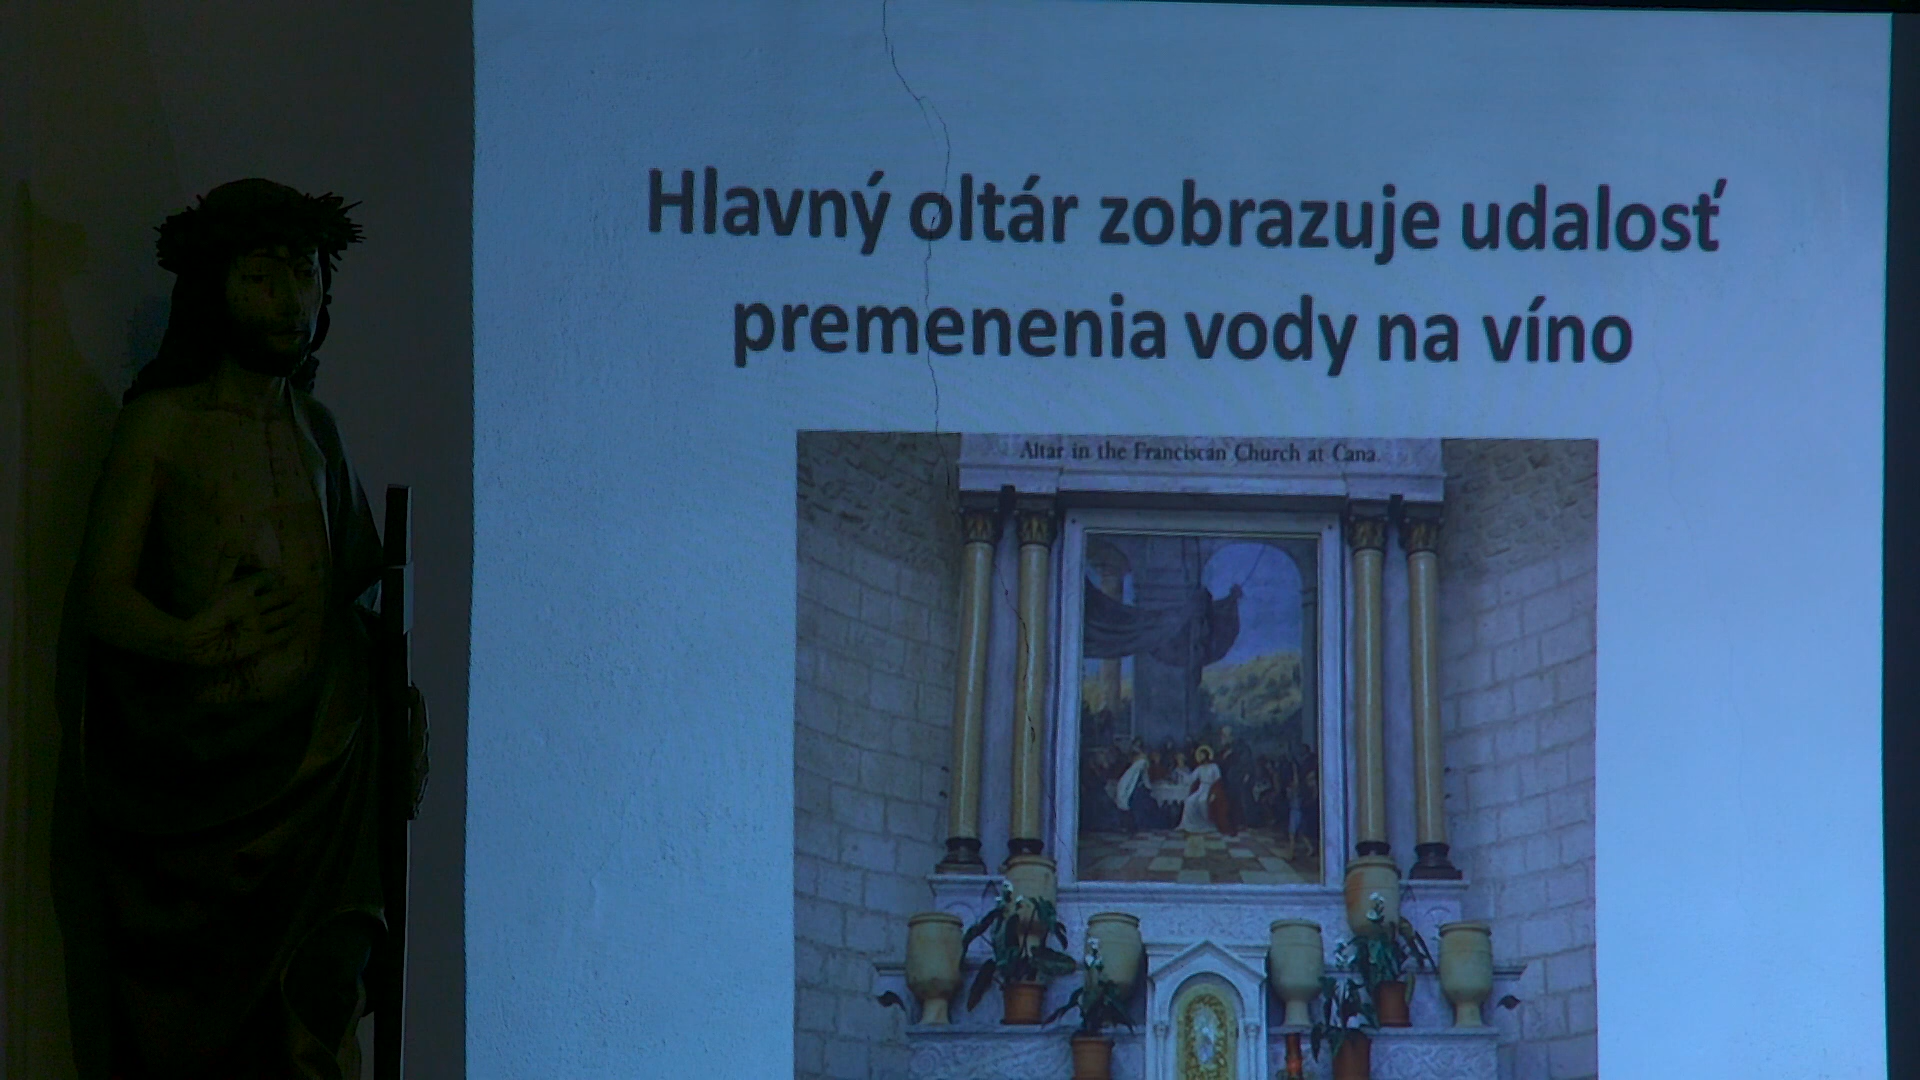 Hlavný oltár zobrazuje udalosť
premenenia vody na víno
Altar in the Franciscan Church at Cana.